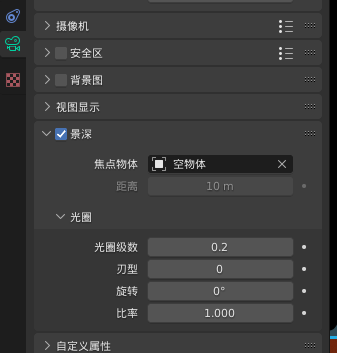 摄像机
安全区
背景图
视图显示
景深
焦点物体 空物体
距离 10 m
光圈
光圈级数 0.2
刃型 0
旋转 0°
比率 1.000
自定义属性